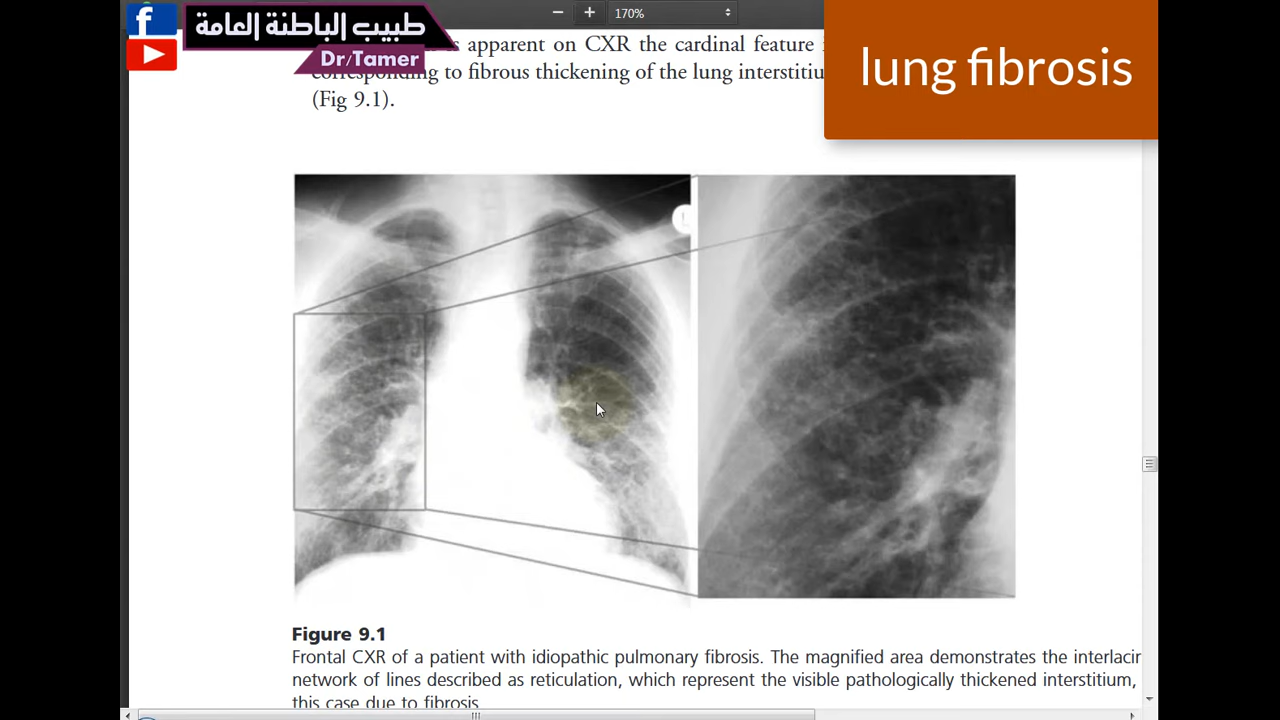 طبيب الباطنة العامة
Dr/Tamer
170%
lung fibrosis
apparent on CXR the cardinal feature
corresponding to fibrous thickening of the lung
(Fig 9.1).
Figure 9.1
Frontal CXR of a patient with idiopathic pulmonary fibrosis. The magnified area demonstrates the
network of lines described as reticulation, which represent the visible pathologically thickened interstitium,
this case due to fibrosis